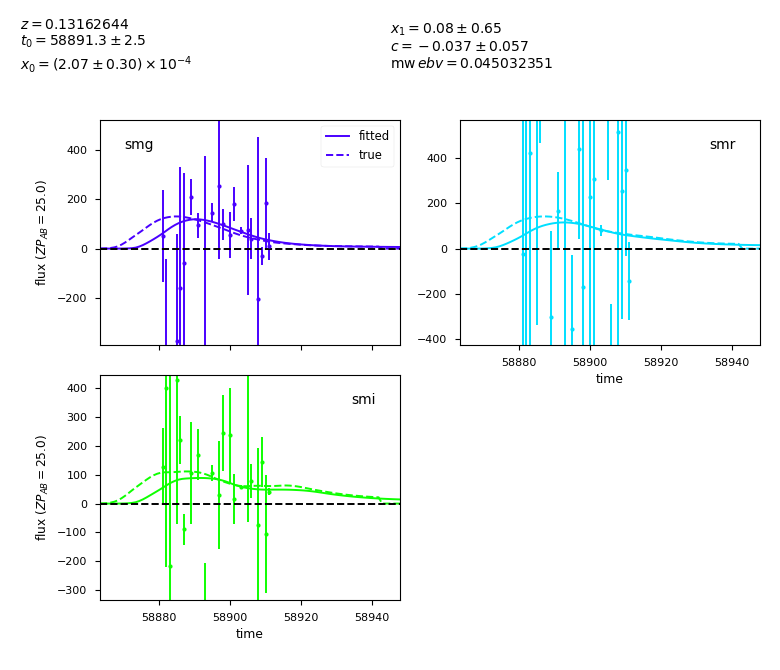 z = 0.13162644
t₀ = 58891.3 ± 2.5
x₀ = (2.07 ± 0.30) × 10⁻⁴
x₁ = 0.08 ± 0.65
c = −0.037 ± 0.057
mw ebv = 0.045032351
smg
fitted
true
400
200
0
−200
flux (ZP_AB = 25.0)
smr
400
200
0
−200
−400
58880 58900 58920 58940
time
smi
400
300
200
100
0
−100
−200
−300
flux (ZP_AB = 25.0)
58880 58900 58920 58940
time